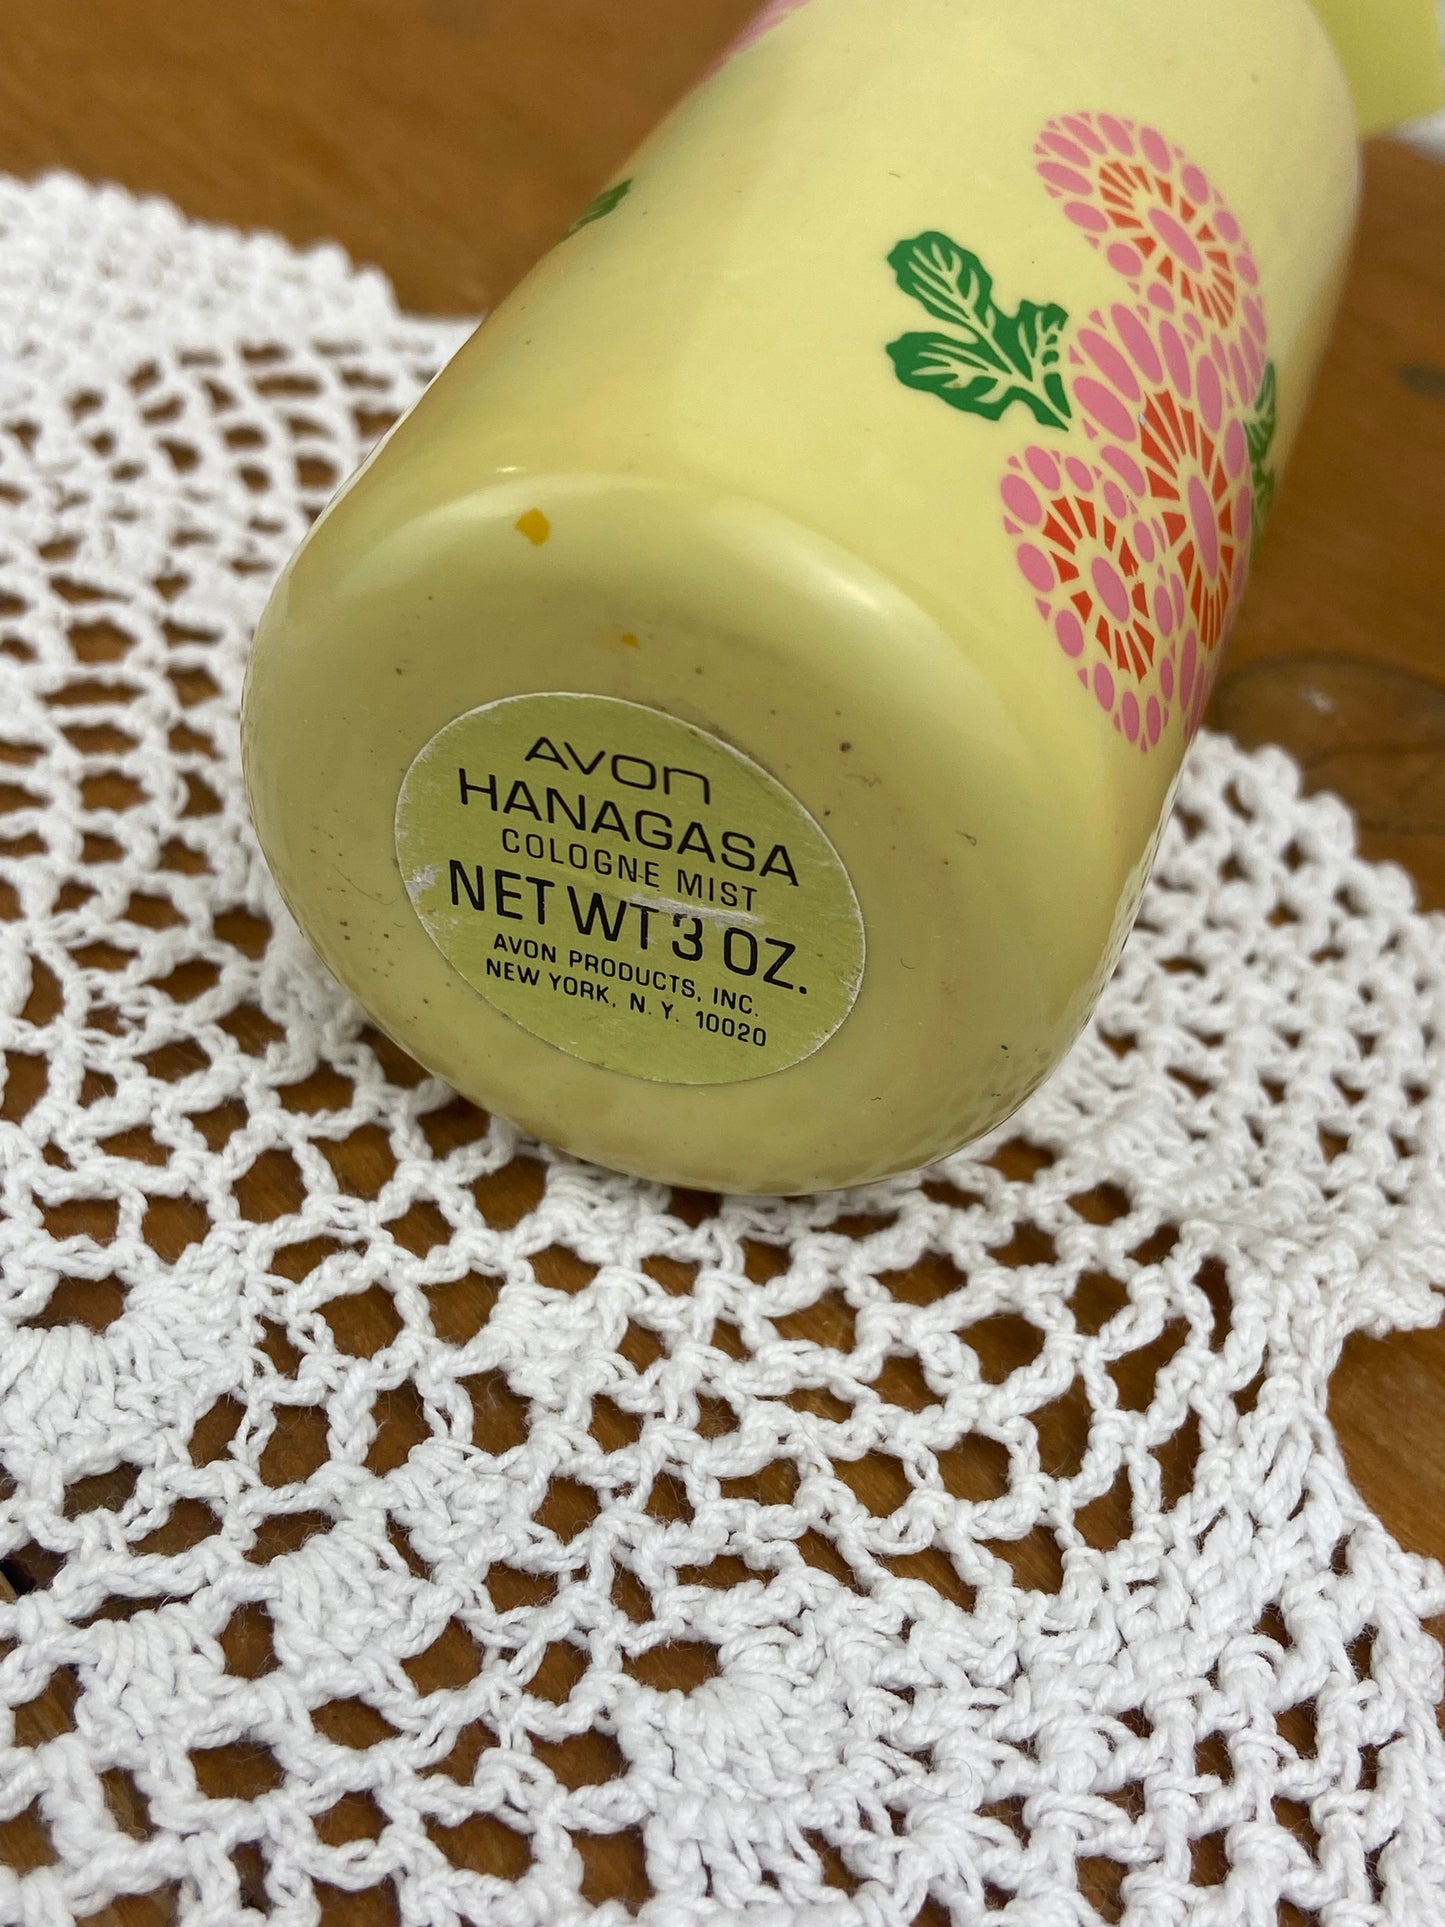 AVON
HANAGASA
COLOGNE MIST
NET WT 3 OZ.
AVON PRODUCTS, INC.
NEW YORK, N. Y. 10020